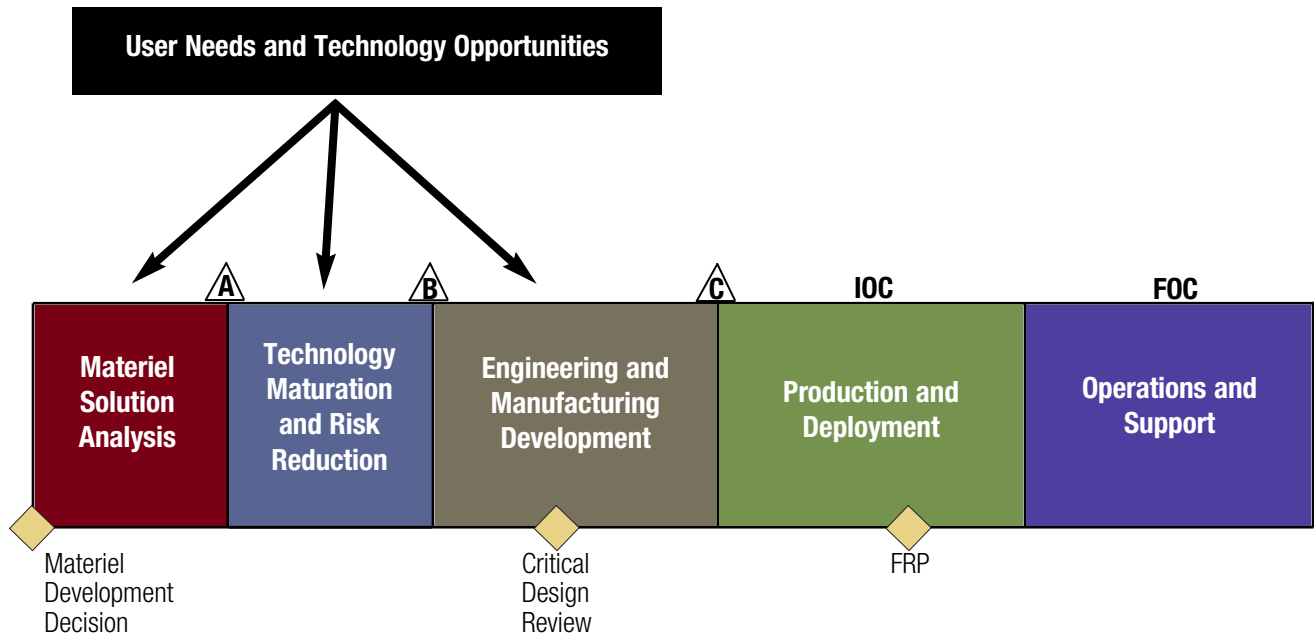 User Needs and Technology Opportunities
A
B
C
IOC
FOC
Materiel
Solution
Analysis
Technology
Maturation
and Risk
Reduction
Engineering and
Manufacturing
Development
Production and
Deployment
Operations and
Support
Materiel
Development
Decision
Critical
Design
Review
FRP